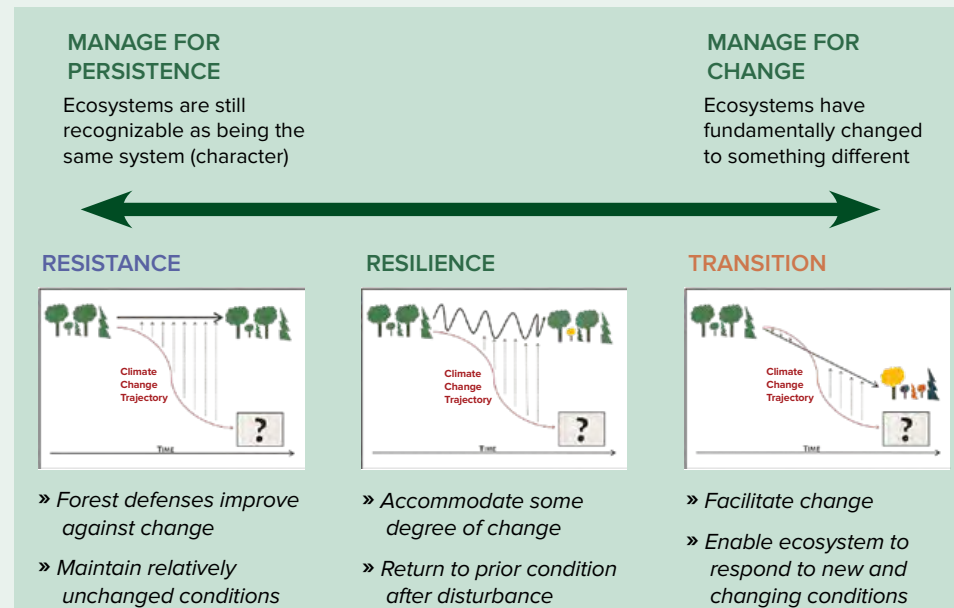 MANAGE FOR
PERSISTENCE
Ecosystems are still
recognizable as being the
same system (character)
MANAGE FOR
CHANGE
Ecosystems have
fundamentally changed
to something different
RESISTANCE
Climate
Change
Trajectory
?
TIME
» Forest defenses improve
against change
» Maintain relatively
unchanged conditions
RESILIENCE
Climate
Change
Trajectory
?
TIME
» Accommodate some
degree of change
» Return to prior condition
after disturbance
TRANSITION
Climate
Change
Trajectory
?
TIME
» Facilitate change
» Enable ecosystem to
respond to new and
changing conditions